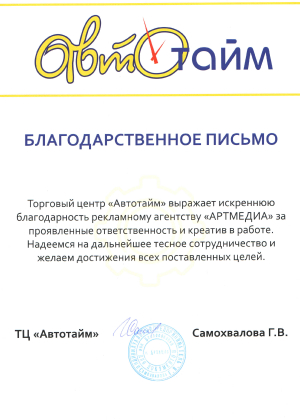 Автотайм
БЛАГОДАРСТВЕННОЕ ПИСЬМО
Торговый центр «Автотайм» выражает искреннюю
благодарность рекламному агентству «АРТМЕДИА» за
проявленные ответственность и креатив в работе.
Надеемся на дальнейшее тесное сотрудничество и
желаем достижения всех поставленных целей.
ТЦ «Автотайм» Самохвалова Г.В.